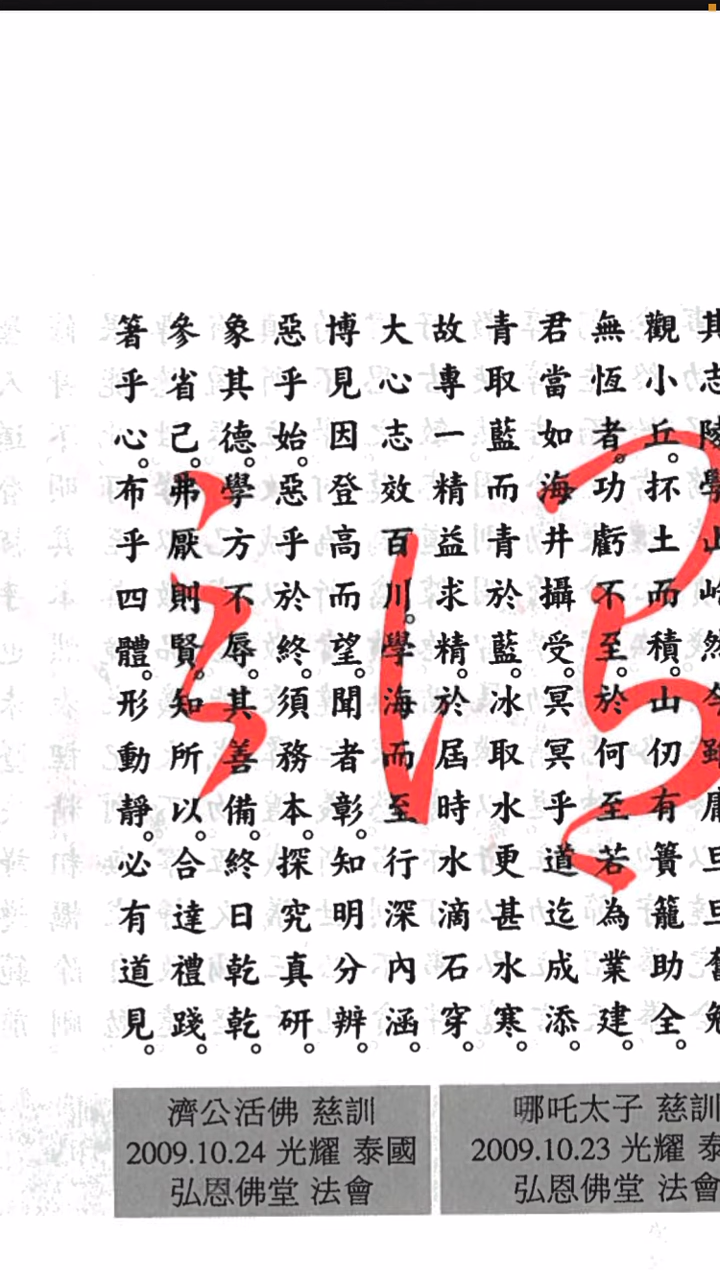 觀小丘。抔土而積。山仞有簣籠助全。
無恆者。功虧不至。於何至若為業建。
君當如海井攝受。冥冥乎道迄成添。
青取藍而青於藍。冰取水水更甚水寒。
故專一精益求精。於屆時水滴石穿。
大心志效百川。學海而至行深內涵。
博見因登高而望。聞者彰。知明分辨。
惡乎始。惡乎於終。須務本。探究真研。
象其德。學方不辱。其善備。終日乾乾。
參省己。弗厭則賢。知所以。合達禮踐。
箸乎心。布乎四體。形動靜。必有道見。
哪吒太子 慈訓
2009.10.23 光耀 泰
弘恩佛堂 法會
濟公活佛 慈訓
2009.10.24 光耀 泰國
弘恩佛堂 法會